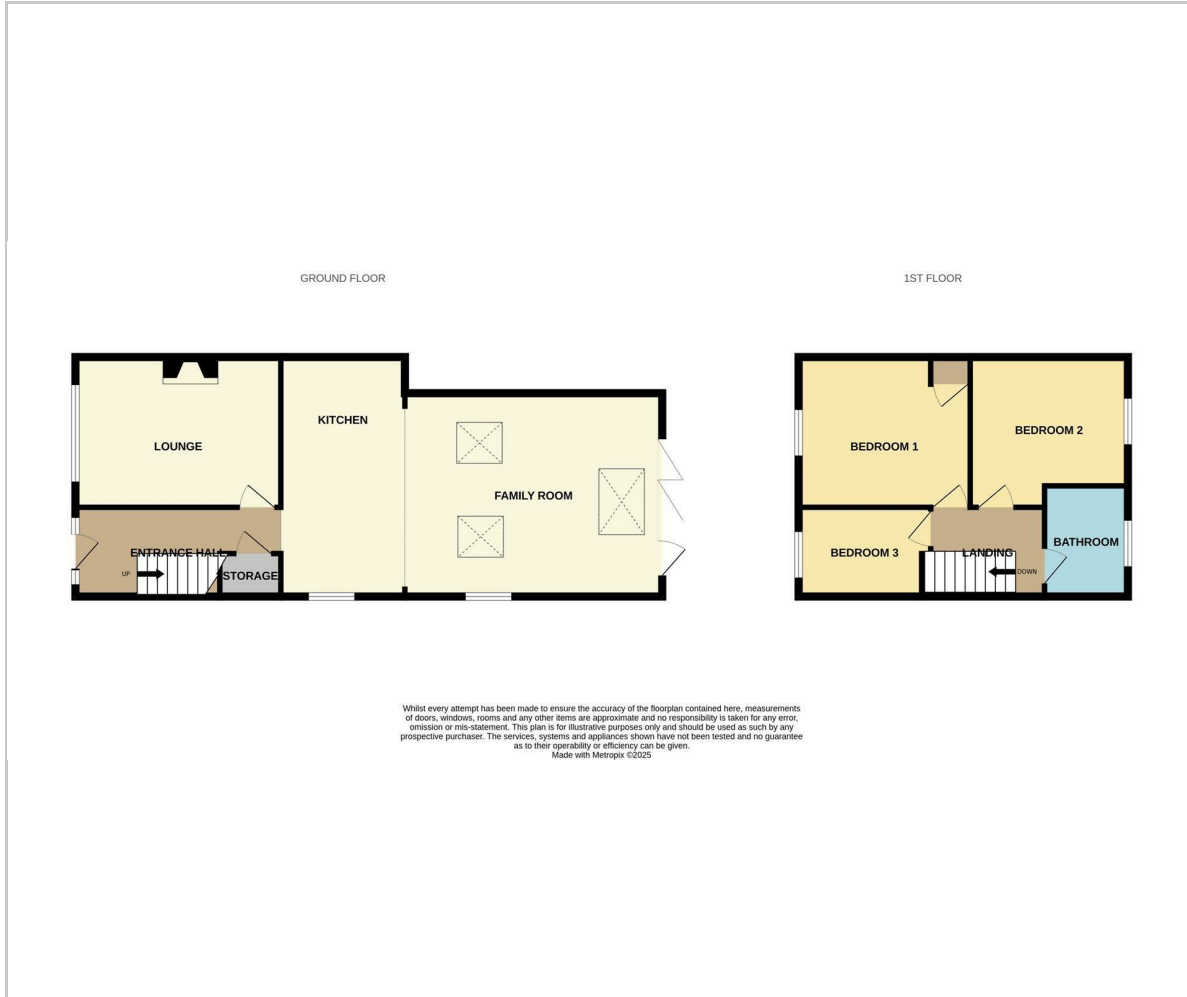 GROUND FLOOR
1ST FLOOR
KITCHEN
LOUNGE
FAMILY ROOM
ENTRANCE HALL
UP
STORAGE
BEDROOM 1
BEDROOM 2
BEDROOM 3
LANDING
DOWN
BATHROOM
Whilst every attempt has been made to ensure the accuracy of the floorplan contained here, measurements
of doors, windows, rooms and any other items are approximate and no responsibility is taken for any error,
omission or mis-statement. This plan is for illustrative purposes only and should be used as such by any
prospective purchaser. The services, systems and appliances shown have not been tested and no guarantee
as to their operability or efficiency can be given.
Made with Metropix ©2025